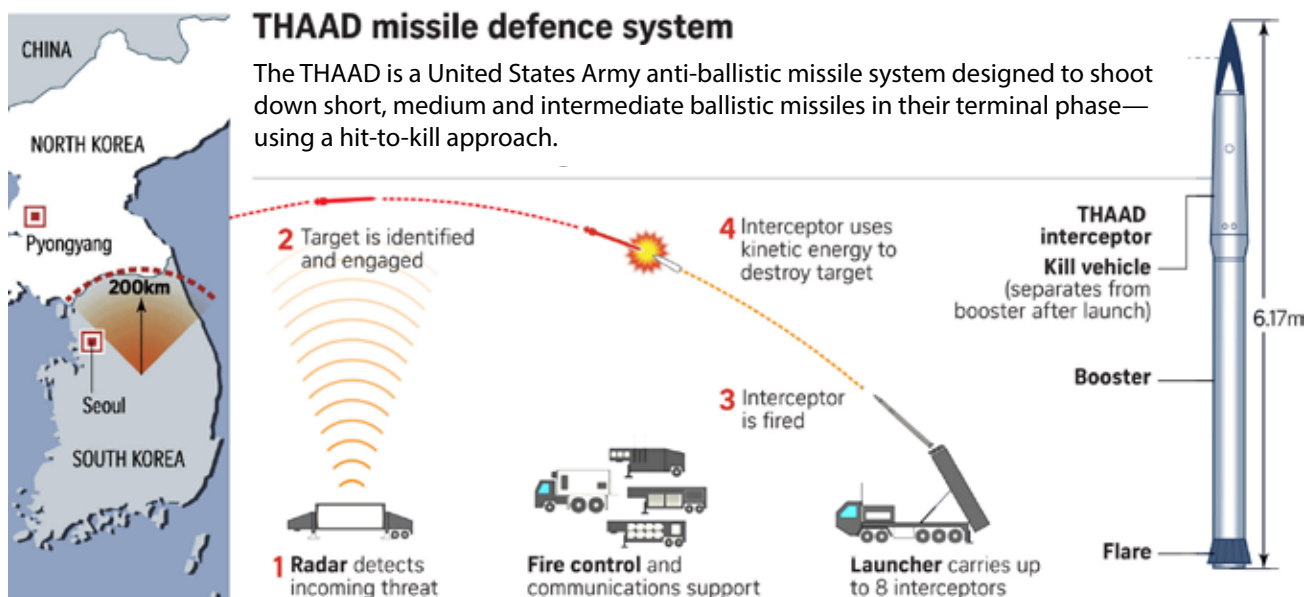 THAAD missile defence system
The THAAD is a United States Army anti-ballistic missile system designed to shoot
down short, medium and intermediate ballistic missiles in their terminal phase—
using a hit-to-kill approach.
CHINA
NORTH KOREA
Pyongyang
200km
Seoul
SOUTH KOREA
2 Target is identified
and engaged
4 Interceptor uses
kinetic energy to
destroy target
3 Interceptor
is fired
1 Radar detects
incoming threat
Fire control and
communications support
Launcher carries up
to 8 interceptors
THAAD
interceptor
Kill vehicle
(separates from
booster after launch)
6.17m
Booster
Flare